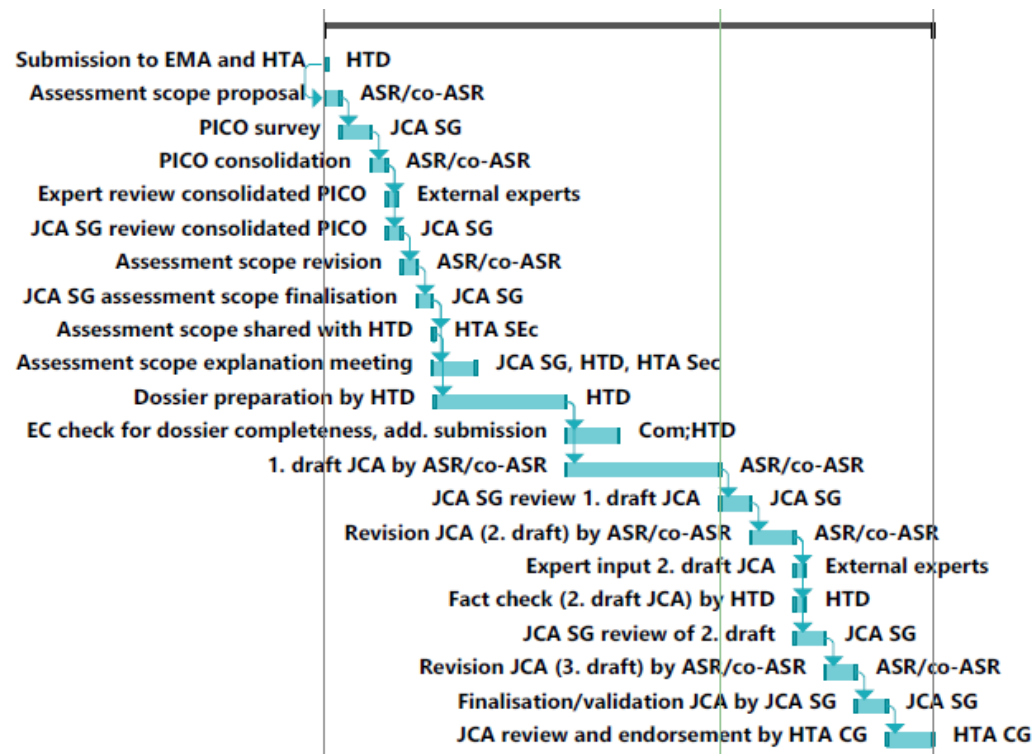 Submission to EMA and HTA HTD
Assessment scope proposal ASR/co-ASR
PICO survey JCA SG
PICO consolidation ASR/co-ASR
Expert review consolidated PICO External experts
JCA SG review consolidated PICO JCA SG
Assessment scope revision ASR/co-ASR
JCA SG assessment scope finalisation JCA SG
Assessment scope shared with HTD HTA SEc
Assessment scope explanation meeting JCA SG, HTD, HTA Sec
Dossier preparation by HTD HTD
EC check for dossier completeness, add. submission Com;HTD
1. draft JCA by ASR/co-ASR ASR/co-ASR
JCA SG review 1. draft JCA JCA SG
Revision JCA (2. draft) by ASR/co-ASR ASR/co-ASR
Expert input 2. draft JCA External experts
Fact check (2. draft JCA) by HTD HTD
JCA SG review of 2. draft JCA SG
Revision JCA (3. draft) by ASR/co-ASR ASR/co-ASR
Finalisation/validation JCA by JCA SG JCA SG
JCA review and endorsement by HTA CG HTA CG